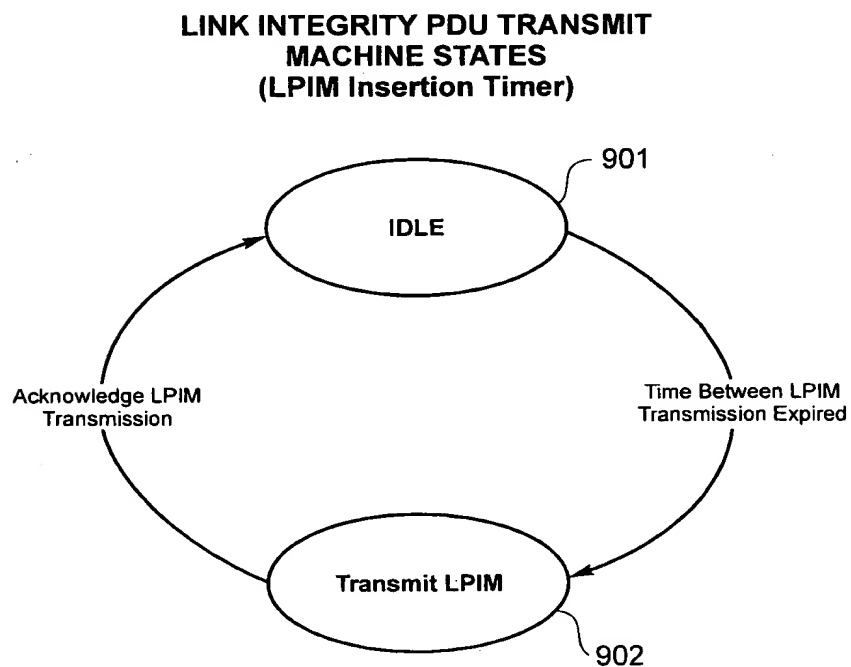 LINK INTEGRITY PDU TRANSMIT
MACHINE STATES
(LPIM Insertion Timer)
901
IDLE
Acknowledge LPIM
Transmission
Time Between LPIM
Transmission Expired
Transmit LPIM
902